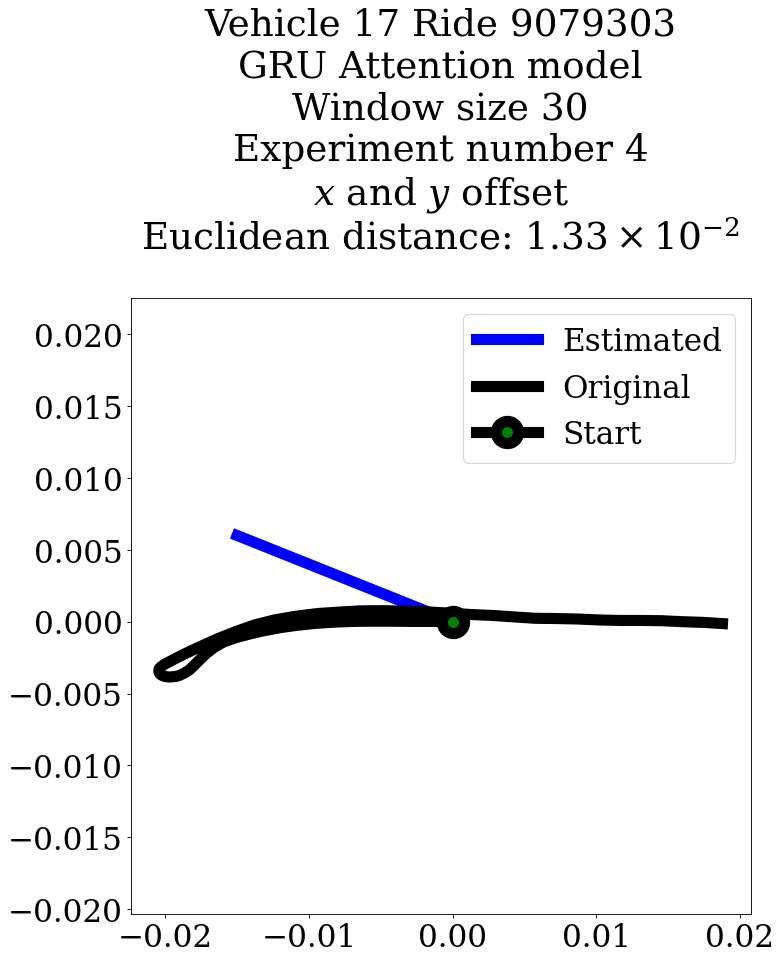 Vehicle 17 Ride 9079303
GRU Attention model
Window size 30
Experiment number 4
x and y offset
Euclidean distance: 1.33 × 10⁻²
Estimated
Original
Start
0.020
0.015
0.010
0.005
0.000
−0.005
−0.010
−0.015
−0.020
−0.02 −0.01 0.00 0.01 0.02